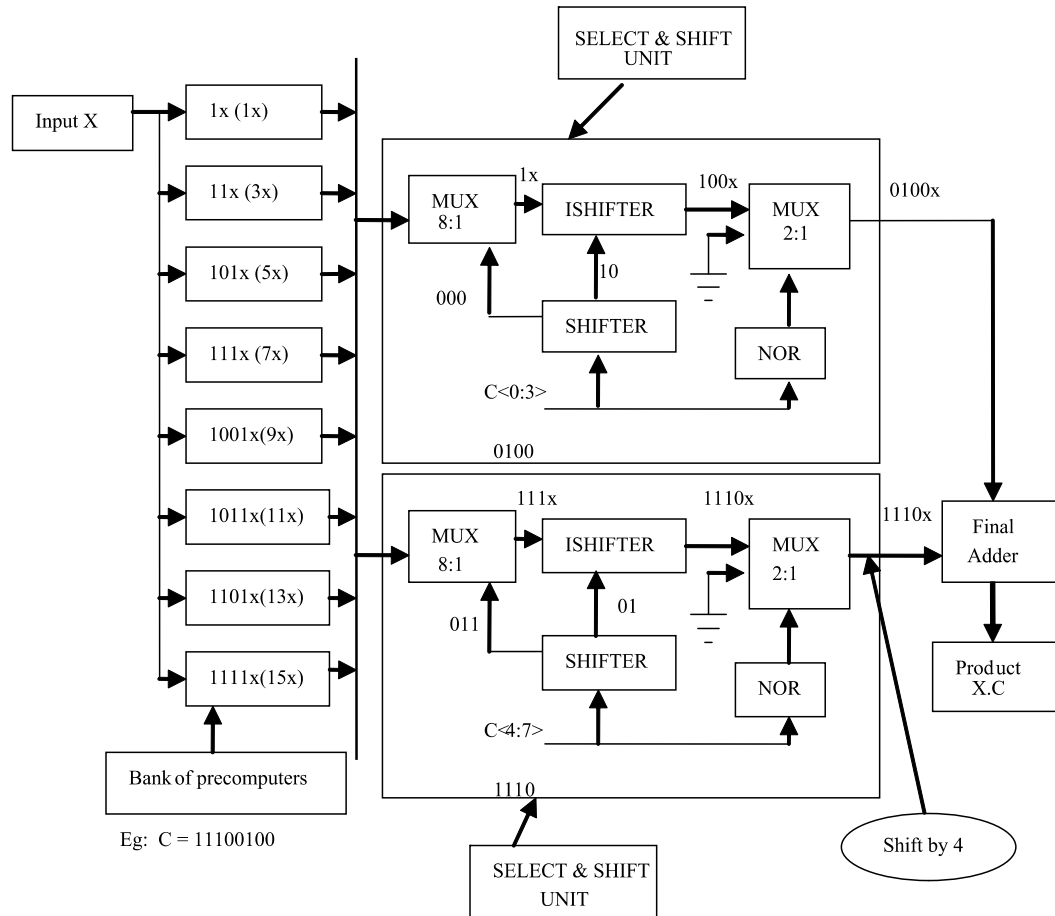 SELECT & SHIFT
UNIT
Input X
1x (1x)
11x (3x)
101x (5x)
111x (7x)
1001x(9x)
1011x(11x)
1101x(13x)
1111x(15x)
Bank of precomputers
Eg: C = 11100100
MUX
8:1
1x
ISHIFTER
100x
MUX
2:1
0100x
000
10
SHIFTER
NOR
C<0:3>
0100
MUX
8:1
111x
ISHIFTER
1110x
MUX
2:1
1110x
011
01
SHIFTER
NOR
C<4:7>
1110
Final
Adder
Product
X.C
Shift by 4
SELECT & SHIFT
UNIT